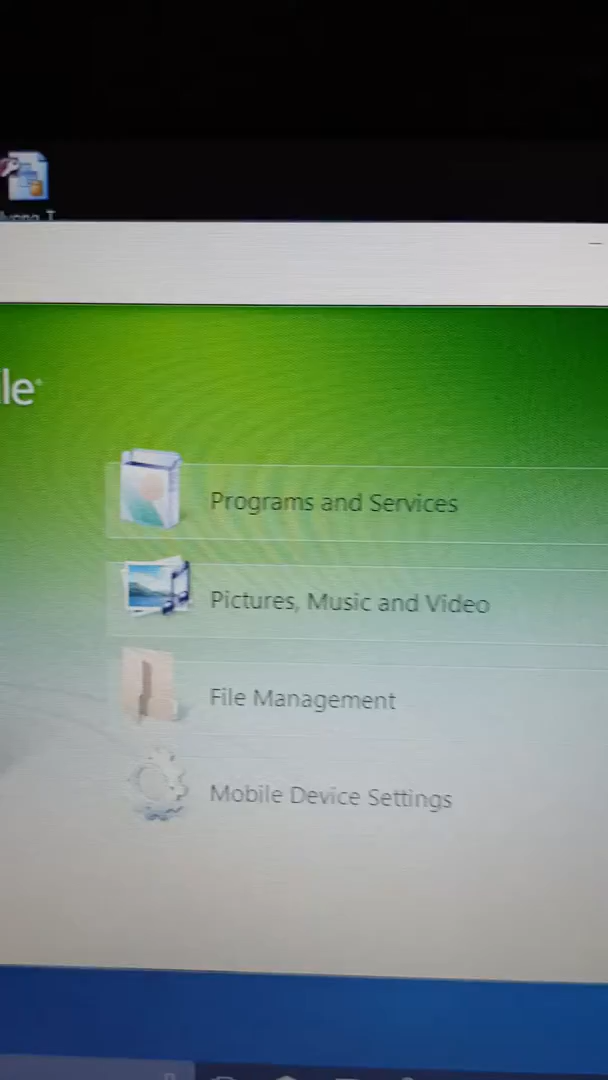 le
Programs and Services
Pictures, Music and Video
File Management
Mobile Device Settings